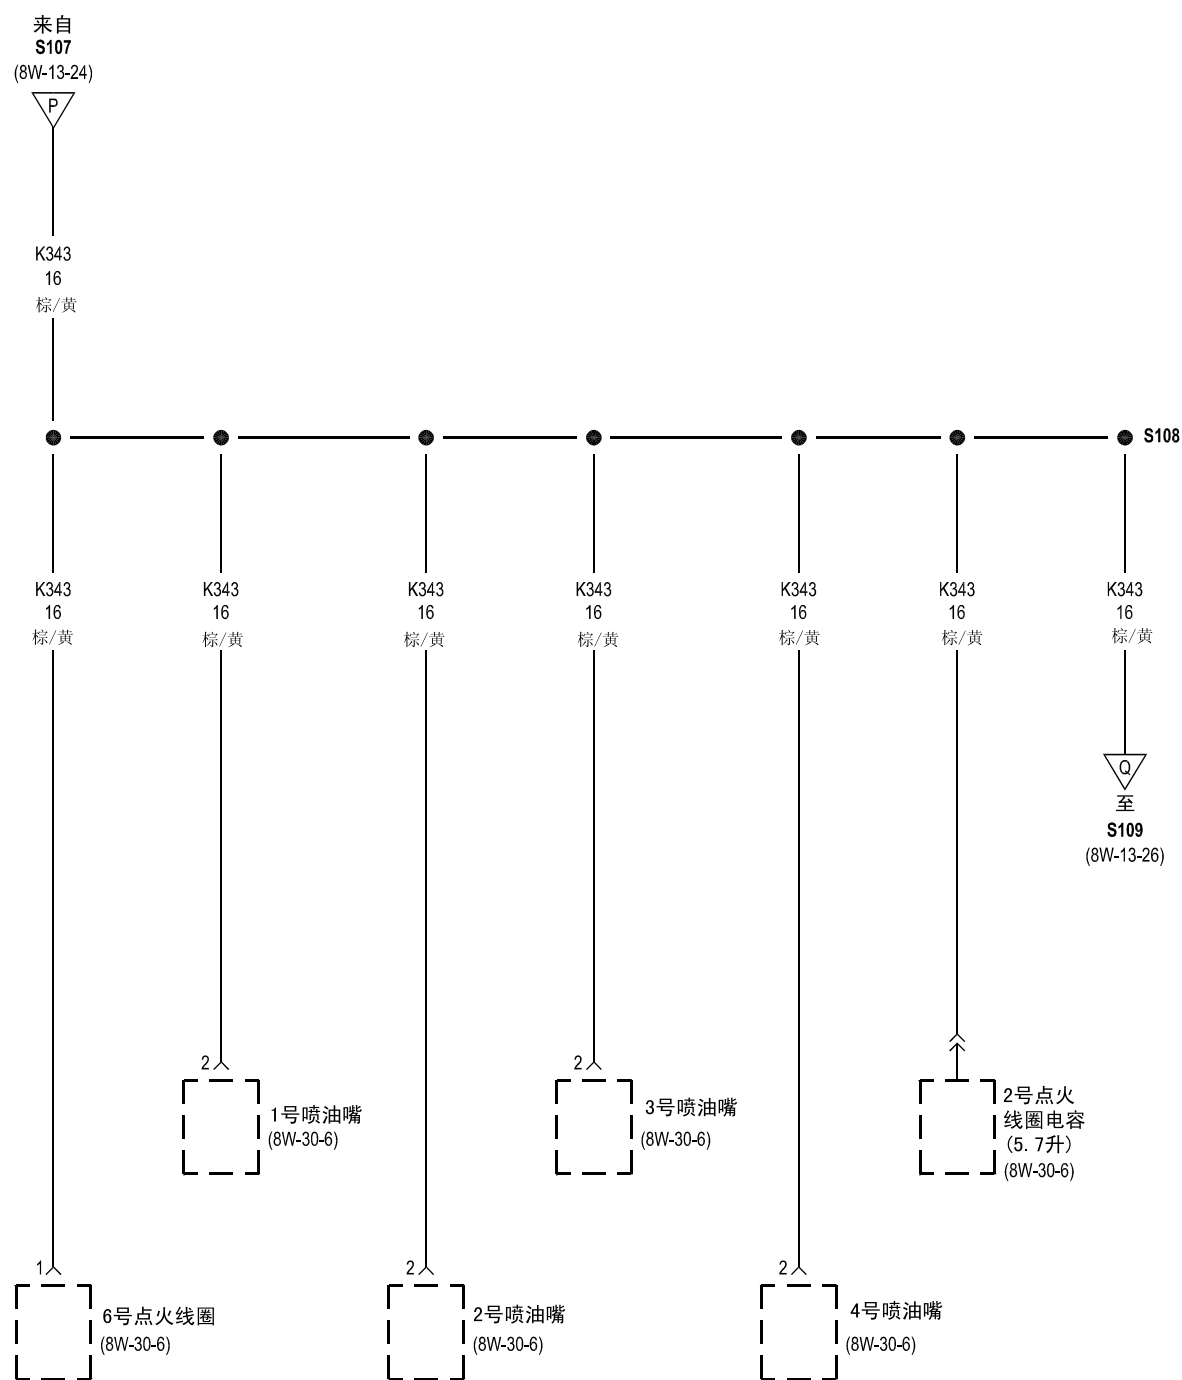 来自
S107
(8W-13-24)
P
K343
16
棕/黄
S108
K343
16
棕/黄
K343
16
棕/黄
K343
16
棕/黄
K343
16
棕/黄
K343
16
棕/黄
K343
16
棕/黄
K343
16
棕/黄
Q
至
S109
(8W-13-26)
2
1号喷油嘴
(8W-30-6)
2
3号喷油嘴
(8W-30-6)
2号点火
线圈电容
(5.7升)
(8W-30-6)
1
6号点火线圈
(8W-30-6)
2
2号喷油嘴
(8W-30-6)
2
4号喷油嘴
(8W-30-6)